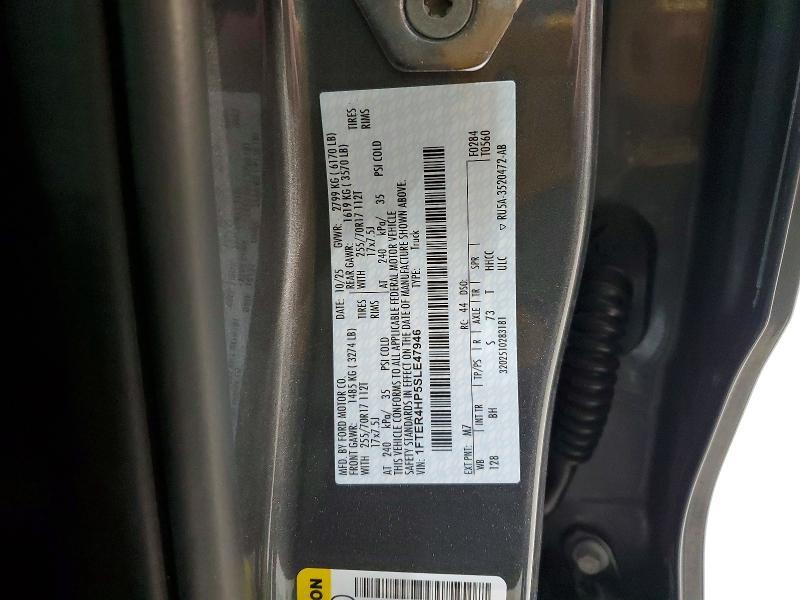 MFD. BY FORD MOTOR CO.
DATE: 10/25 GVWR: 2799 KG ( 6170 LB)
FRONT GAWR: 1485 KG ( 3274 LB) REAR GAWR: 1619 KG ( 3570 LB)
WITH 255/70R17 112T TIRES WITH 255/70R17 112T TIRES
17x7.5J RIMS 17x7.5J RIMS
AT 240 kPa/ 35 PSI COLD AT 240 kPa/ 35 PSI COLD
THIS VEHICLE CONFORMS TO ALL APPLICABLE FEDERAL MOTOR VEHICLE
SAFETY STANDARDS IN EFFECT ON THE DATE OF MANUFACTURE SHOWN ABOVE.
VIN: 1FTER4HP5SLE47946 TYPE: Truck
EXT PNT: M7 RC: 44 DSO: F0284
WB INT TR TP/PS R AXLE TR SPR T0560
128 BH S 73 T HHCC
3202510283181 ULC ▽ RU5A-3520472-AB
ON